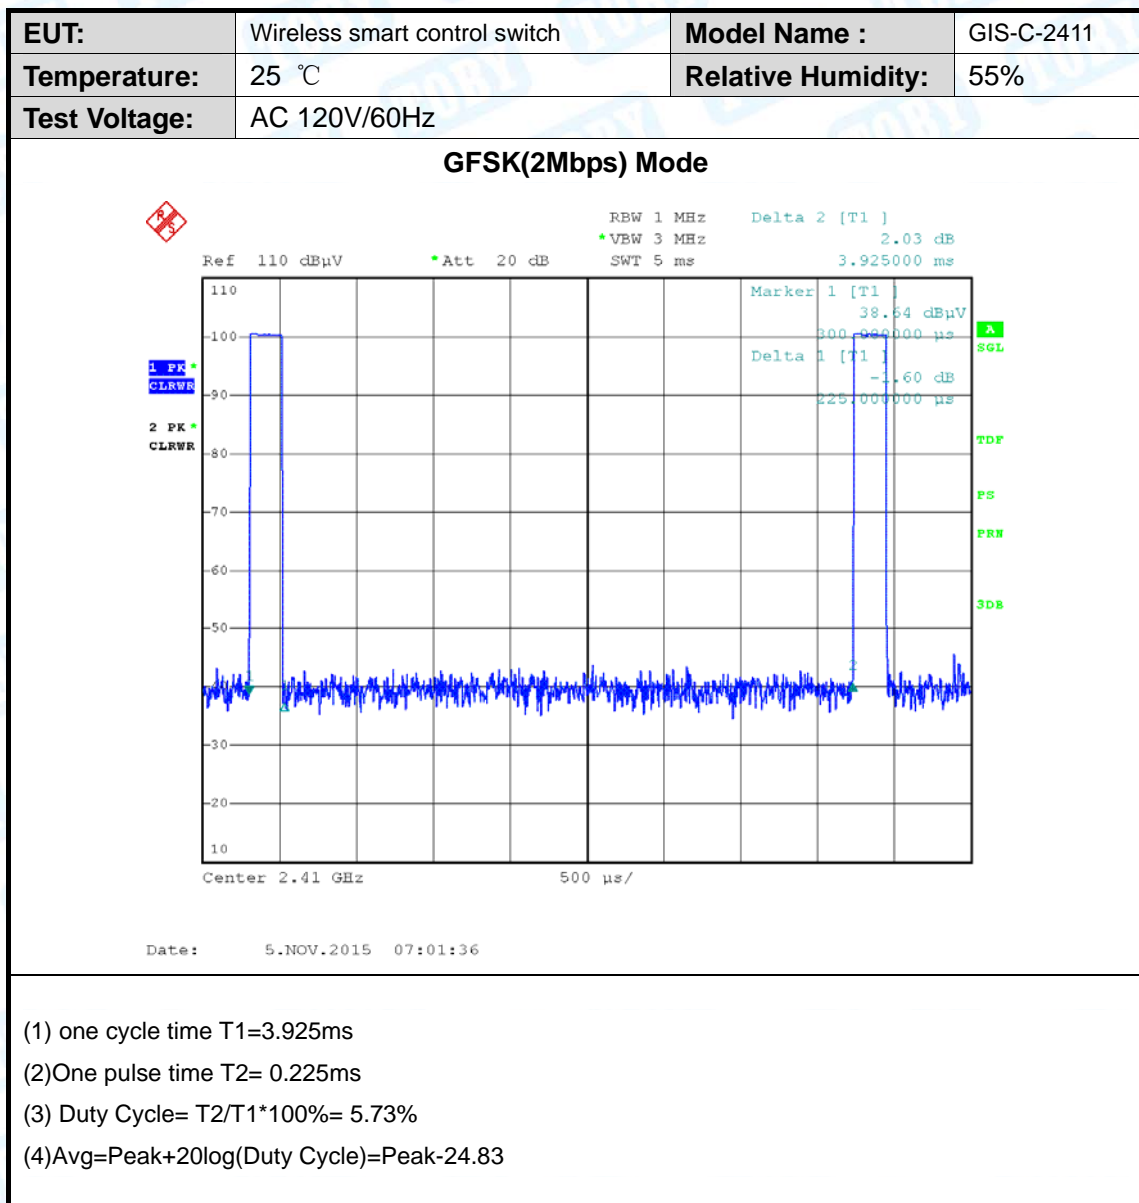 EUT: Wireless smart control switch Model Name : GIS-C-2411
Temperature: 25 ℃ Relative Humidity: 55%
Test Voltage: AC 120V/60Hz
GFSK(2Mbps) Mode
R S
RBW 1 MHz Delta 2 [T1 ]
*VBW 3 MHz 2.03 dB
Ref 110 dBµV *Att 20 dB SWT 5 ms 3.925000 ms
110 Marker 1 [T1 ]
38.64 dBµV
100 300.000000 µs A
Delta 1 [T1 ] SGL
1 PK * -1.60 dB
CLRWR 90 225.000000 µs
2 PK *
CLRWR 80 TDF
PS
70
PRN
60
3DB
50
2
1
30
20
10
Center 2.41 GHz 500 µs/
Date: 5.NOV.2015 07:01:36
(1) one cycle time T1=3.925ms
(2)One pulse time T2= 0.225ms
(3) Duty Cycle= T2/T1*100%= 5.73%
(4)Avg=Peak+20log(Duty Cycle)=Peak-24.83
TOBY